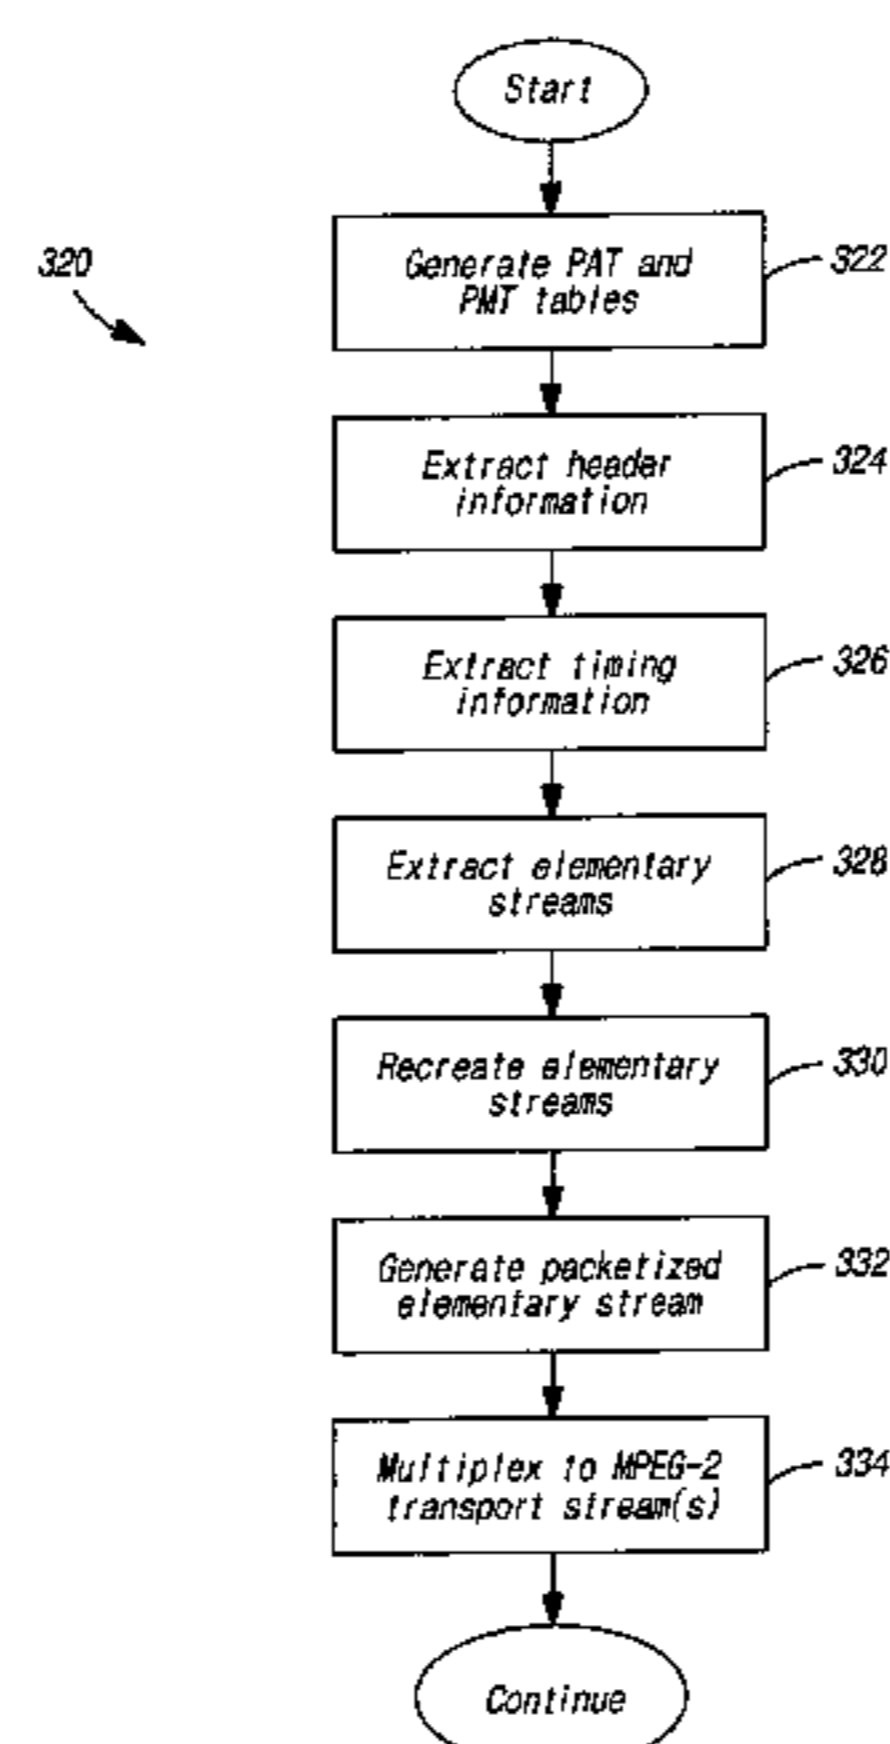 Start
320
Generate PAT and
PMT tables
322
Extract header
information
324
Extract timing
information
326
Extract elementary
streams
328
Recreate elementary
streams
330
Generate packetized
elementary stream
332
Multiplex to MPEG-2
transport stream(s)
334
Continue